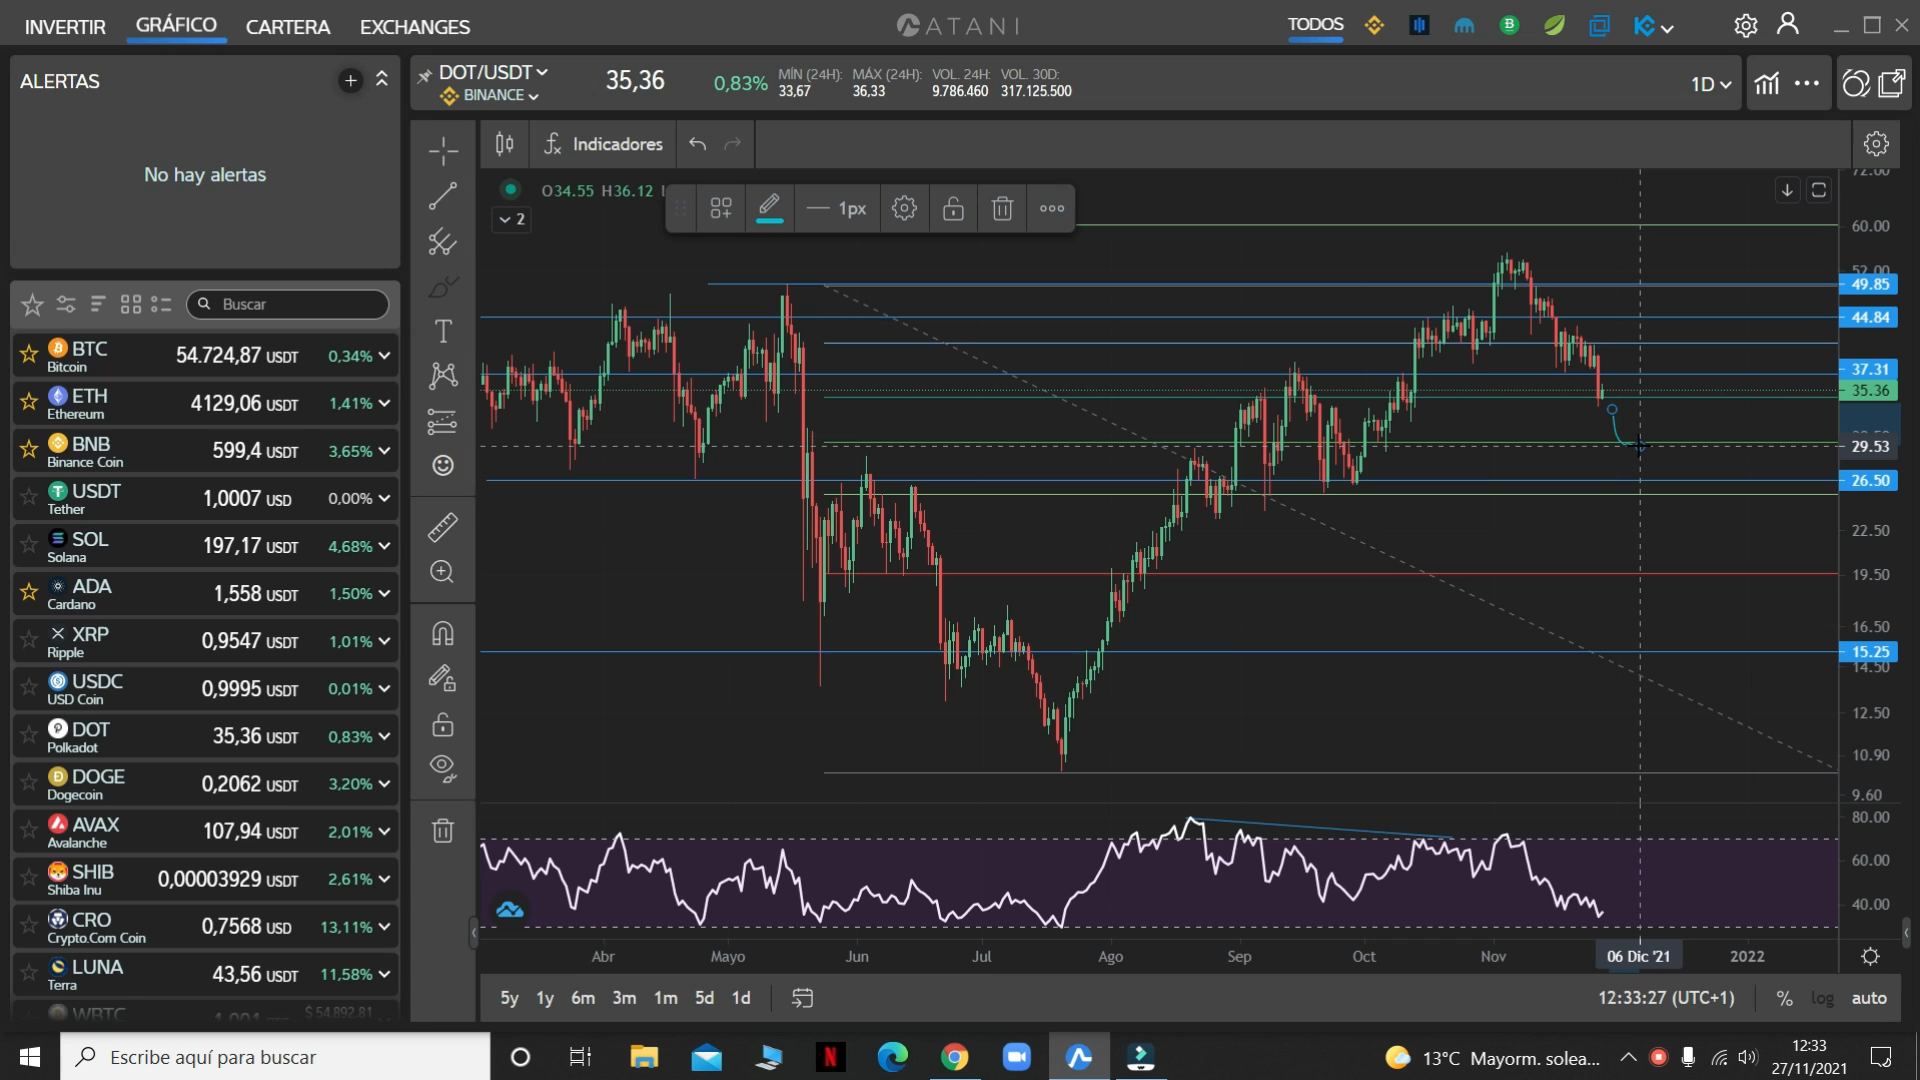 INVERTIR GRÁFICO CARTERA EXCHANGES ATANI TODOS
ALERTAS
No hay alertas
DOT/USDT
BINANCE
35,36
0,83%
MÍN (24H): MÁX (24H): VOL. 24H: VOL. 30D:
33,67 36,33 9.786.460 317.125.500
1D
Indicadores
O34.55 H36.12
2
1px
Buscar
BTC 54.724,87 USDT 0,34%
Bitcoin
ETH 4129,06 USDT 1,41%
Ethereum
BNB 599,4 USDT 3,65%
Binance Coin
USDT 1,0007 USD 0,00%
Tether
SOL 197,17 USDT 4,68%
Solana
ADA 1,558 USDT 1,50%
Cardano
XRP 0,9547 USDT 1,01%
Ripple
USDC 0,9995 USDT 0,01%
USD Coin
DOT 35,36 USDT 0,83%
Polkadot
DOGE 0,2062 USDT 3,20%
Dogecoin
AVAX 107,94 USDT 2,01%
Avalanche
SHIB 0,00003929 USDT 2,61%
Shiba Inu
CRO 0,7568 USD 13,11%
Crypto.Com Coin
LUNA 43,56 USDT 11,58%
Terra
WBTC 1,001 $ 54.892,81
72.00
60.00
52.00
49.85
44.84
37.31
35.36
29.53
26.50
22.50
19.50
16.50
15.25
14.50
12.50
10.90
9.60
80.00
60.00
40.00
Abr Mayo Jun Jul Ago Sep Oct Nov 06 Dic '21 2022
5y 1y 6m 3m 1m 5d 1d
12:33:27 (UTC+1) % log auto
Escribe aquí para buscar
13°C Mayorm. solea...
12:33
27/11/2021